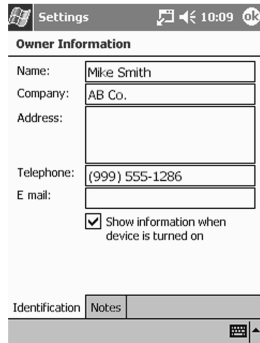 Settings 10:09 ok
Owner Information
Name: Mike Smith
Company: AB Co.
Address:
Telephone: (999) 555-1286
E mail:
Show information when
device is turned on
Identification Notes